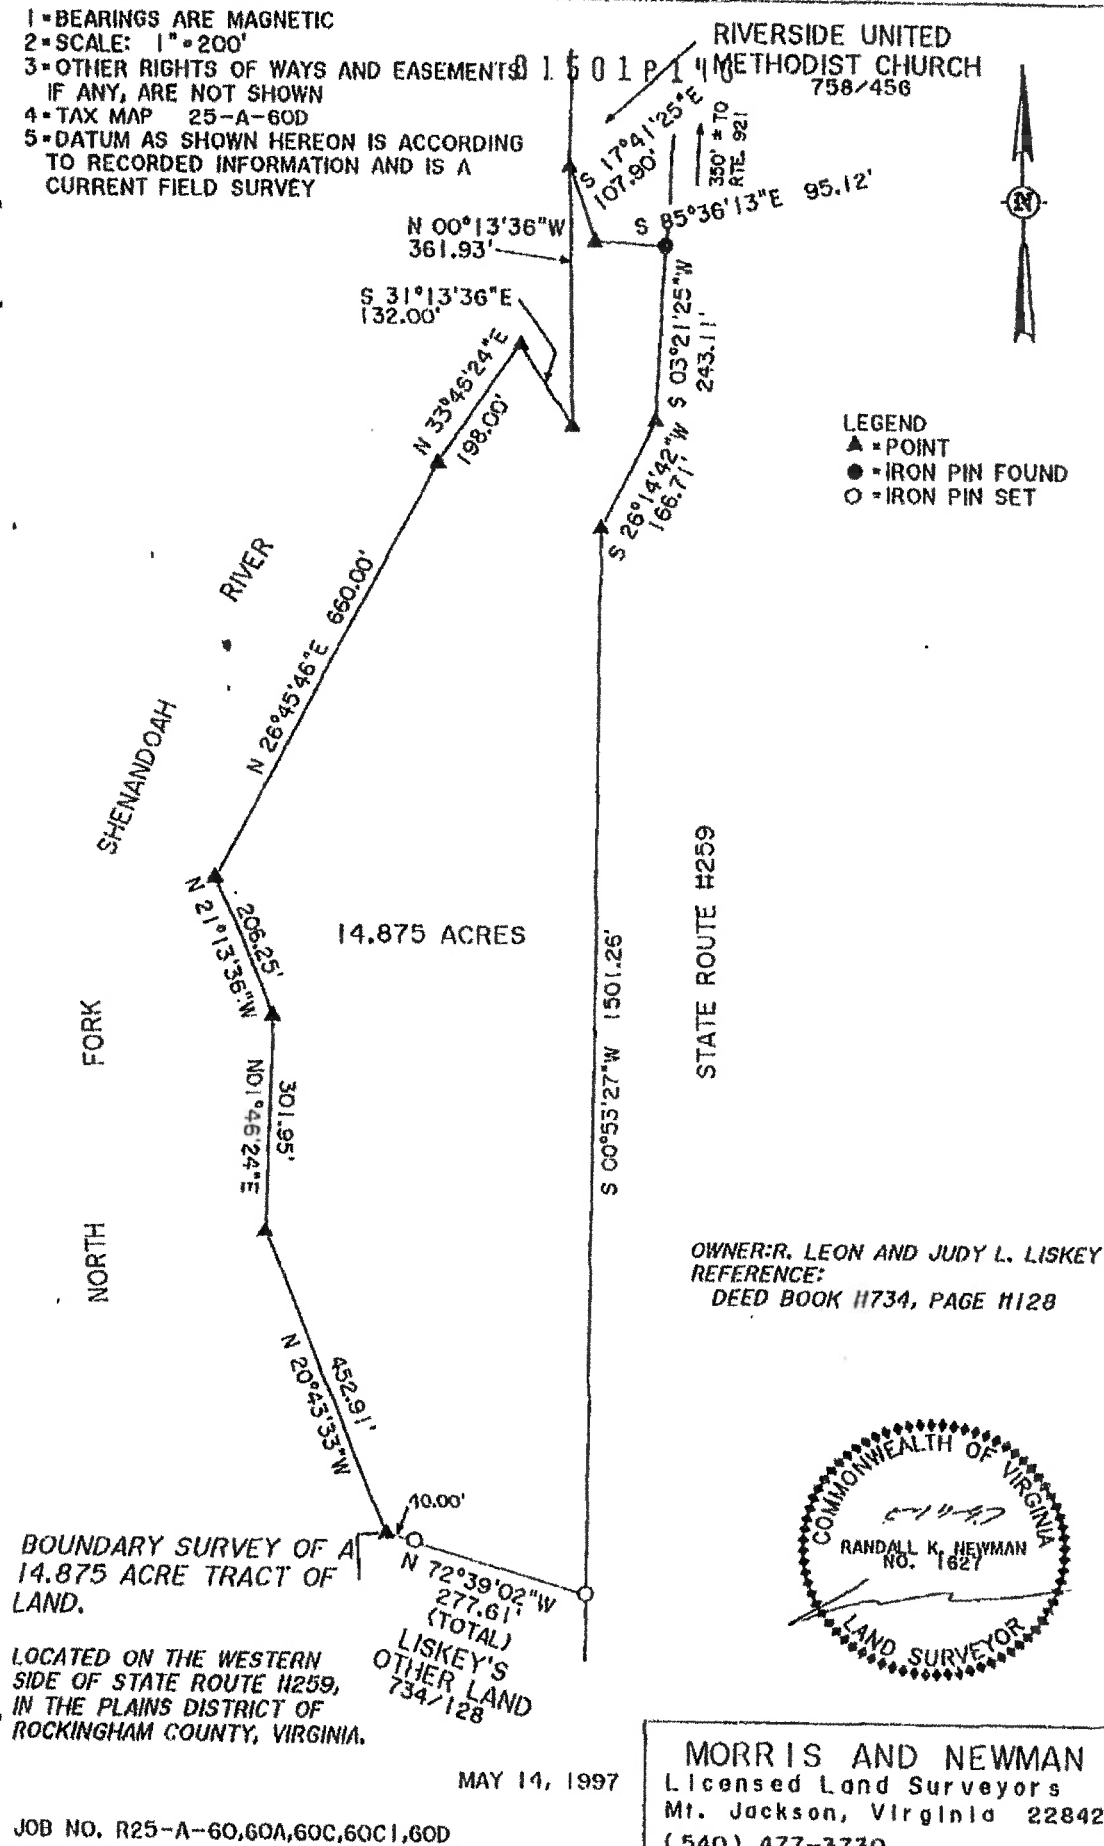 1=BEARINGS ARE MAGNETIC
2=SCALE: 1"=200'
3=OTHER RIGHTS OF WAYS AND EASEMENTS
IF ANY, ARE NOT SHOWN
4=TAX MAP 25-A-60D
5=DATUM AS SHOWN HEREON IS ACCORDING
TO RECORDED INFORMATION AND IS A
CURRENT FIELD SURVEY
RIVERSIDE UNITED
METHODIST CHURCH
758/456
S 17°41'25"E
107.90'
350' ± TO
RTE. 921
S 85°36'13"E 95.12'
N
N 00°13'36"W
361.93'
S 31°13'36"E
132.00'
N 33°46'24"E
198.00'
S 03°21'25"W
243.11'
S 26°14'42"W
166.71'
LEGEND
▲ =POINT
● =IRON PIN FOUND
○ =IRON PIN SET
N 26°45'46"E 660.00'
NORTH FORK SHENANDOAH RIVER
N 21°13'36"W
206.25'
14.875 ACRES
S 00°53'27"W 1501.26'
STATE ROUTE #259
N01°46'24"E
301.95'
N 20°43'33"W
452.91'
OWNER:R. LEON AND JUDY L. LISKEY
REFERENCE:
DEED BOOK #734, PAGE #128
COMMONWEALTH OF VIRGINIA
RANDALL K. NEWMAN
NO. 1627
LAND SURVEYOR
40.00'
N 72°39'02"W
277.61'
(TOTAL)
LISKEY'S
OTHER LAND
734/128
BOUNDARY SURVEY OF A
14.875 ACRE TRACT OF
LAND.
LOCATED ON THE WESTERN
SIDE OF STATE ROUTE #259,
IN THE PLAINS DISTRICT OF
ROCKINGHAM COUNTY, VIRGINIA.
MAY 14, 1997
JOB NO. R25-A-60,60A,60C,60C1,60D
MORRIS AND NEWMAN
Licensed Land Surveyors
Mt. Jackson, Virginia 22842
(540) 477-3730